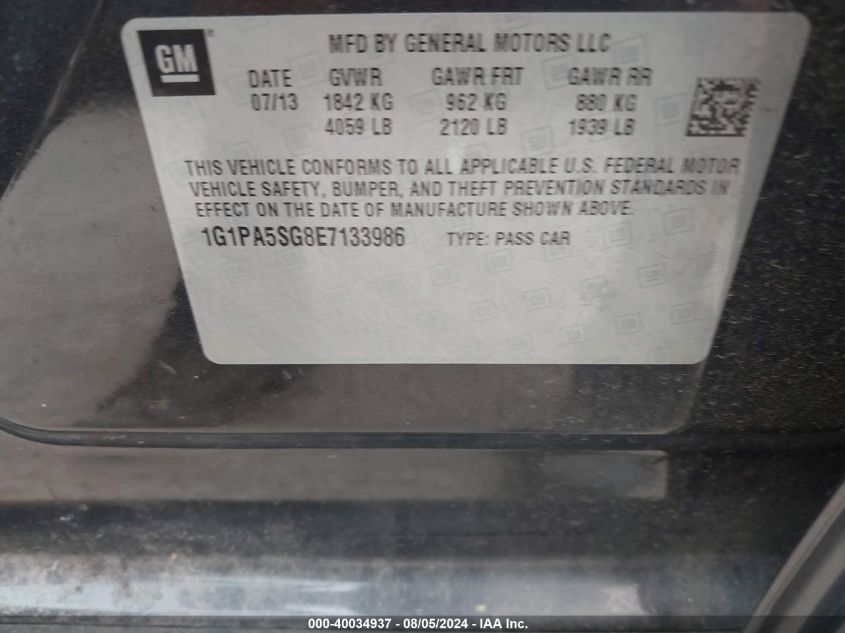 GM
MFD BY GENERAL MOTORS LLC
DATE GVWR GAWR FRT GAWR RR
07/13 1842 KG 962 KG 880 KG
4059 LB 2120 LB 1939 LB
THIS VEHICLE CONFORMS TO ALL APPLICABLE U.S. FEDERAL MOTOR
VEHICLE SAFETY, BUMPER, AND THEFT PREVENTION STANDARDS IN
EFFECT ON THE DATE OF MANUFACTURE SHOWN ABOVE.
1G1PA5SG8E7133986 TYPE: PASS CAR
000-40034937 - 08/05/2024 - IAA Inc.